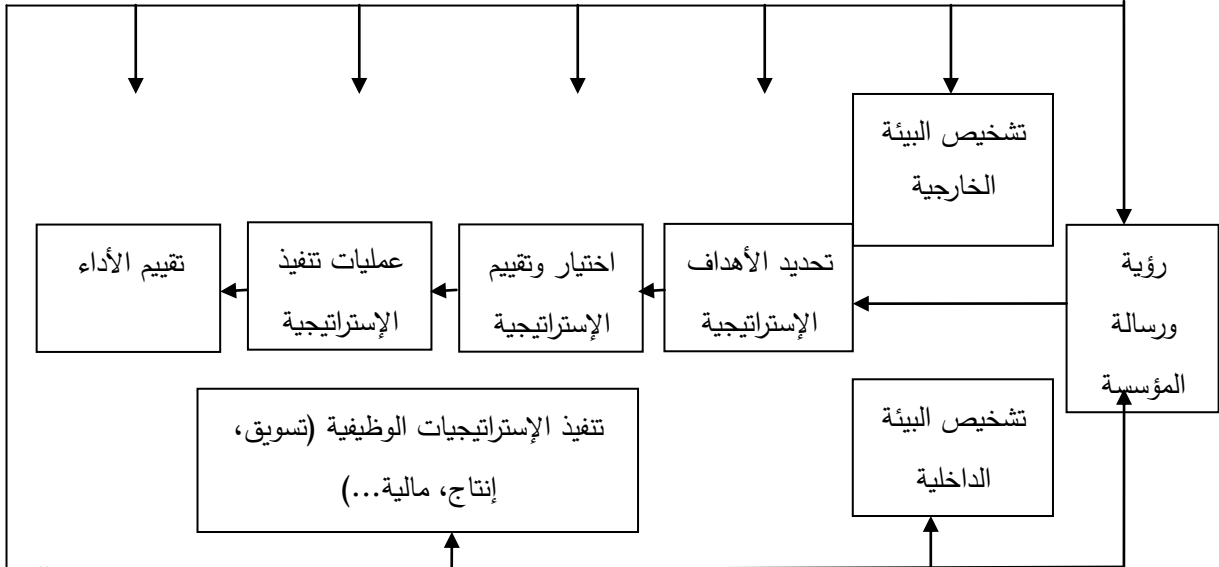 تشخيص البيئة
الخارجية
رؤية
ورسالة
المؤسسة
تحديد الأهداف
الإستراتيجية
اختيار وتقييم
الإستراتيجية
عمليات تنفيذ
الإستراتيجية
تقييم الأداء
تشخيص البيئة
الداخلية
تنفيذ الإستراتيجيات الوظيفية (تسويق،
إنتاج، مالية...)